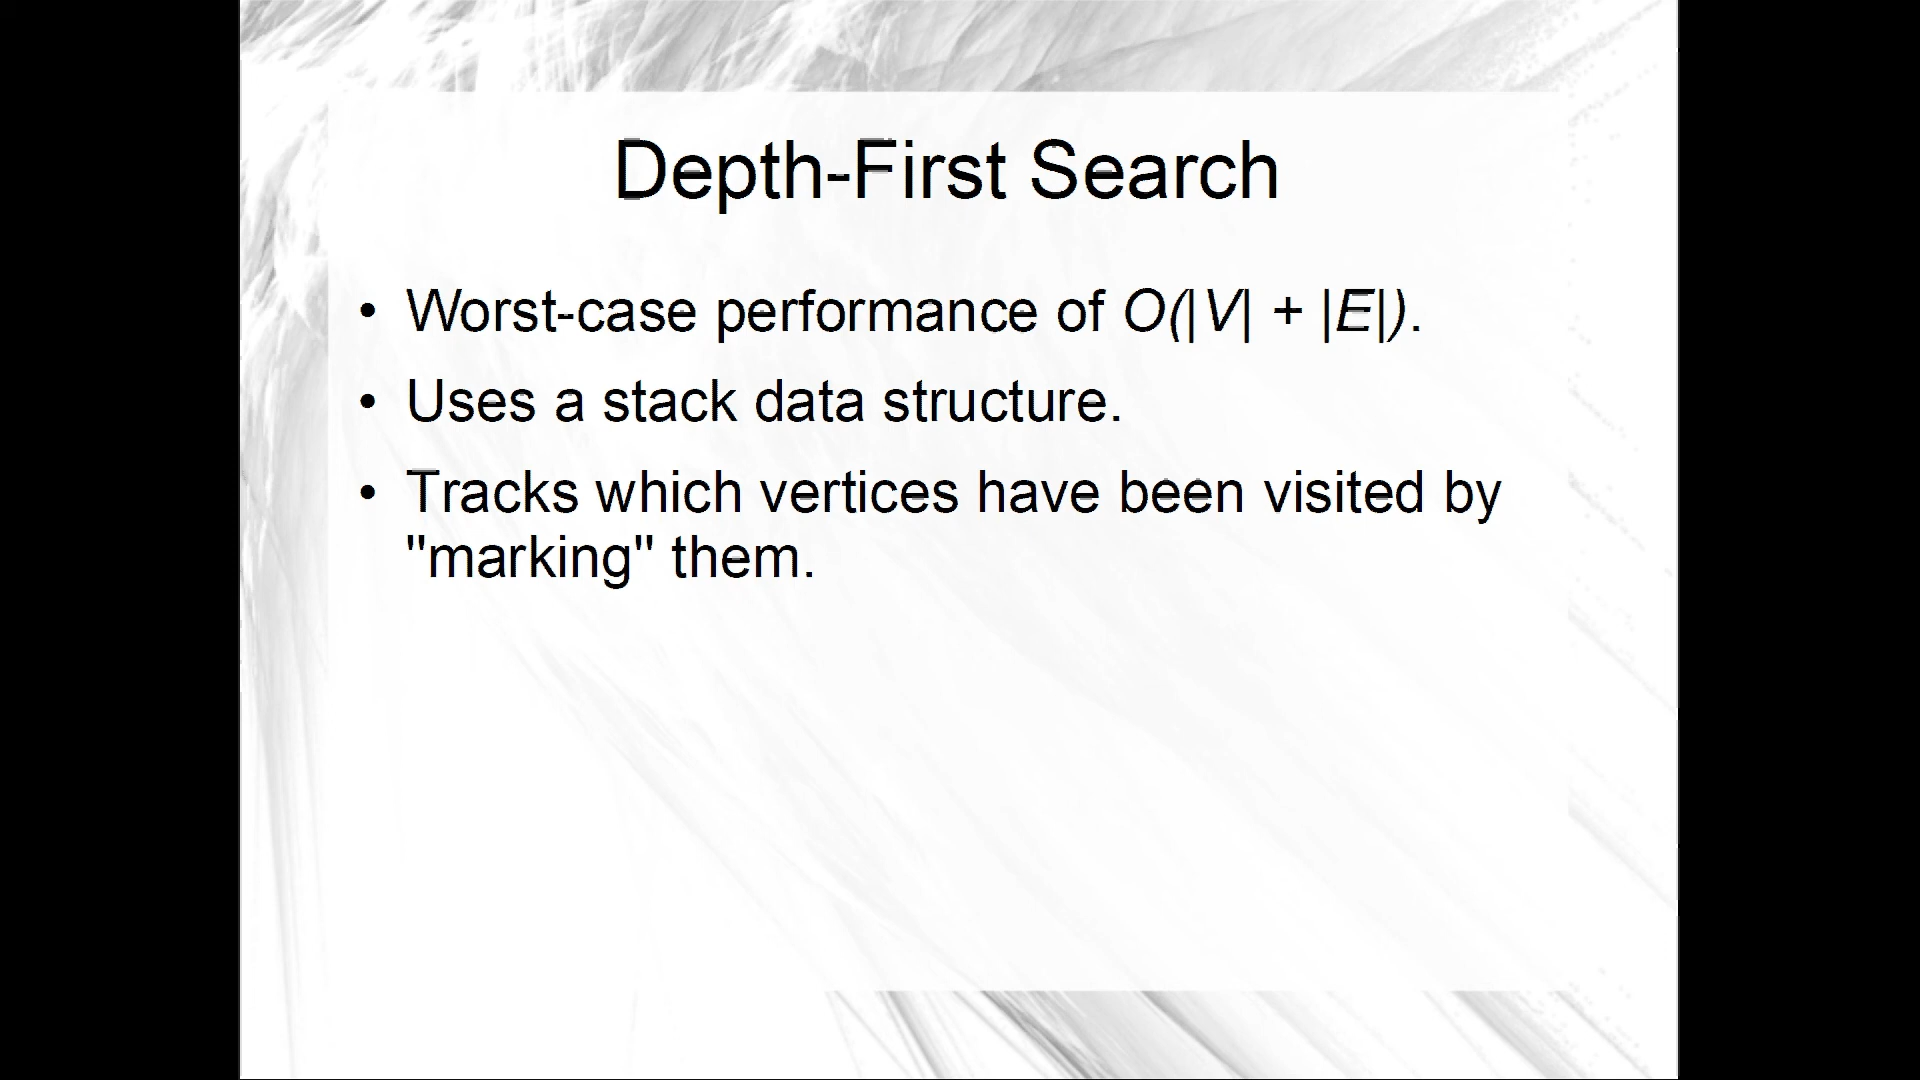 Depth-First Search
• Worst-case performance of O(|V| + |E|).
• Uses a stack data structure.
• Tracks which vertices have been visited by
"marking" them.